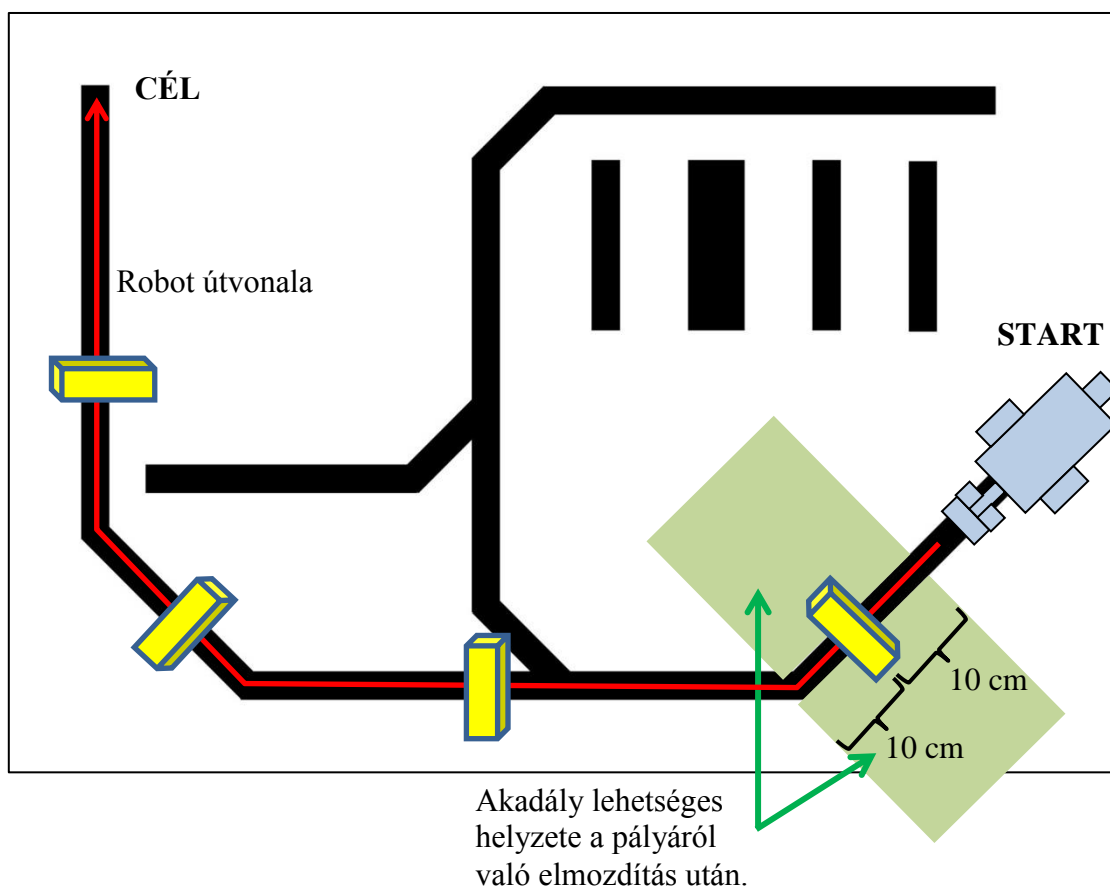 CÉL
Robot útvonala
START
10 cm
10 cm
Akadály lehetséges
helyzete a pályáról
való elmozdítás után.